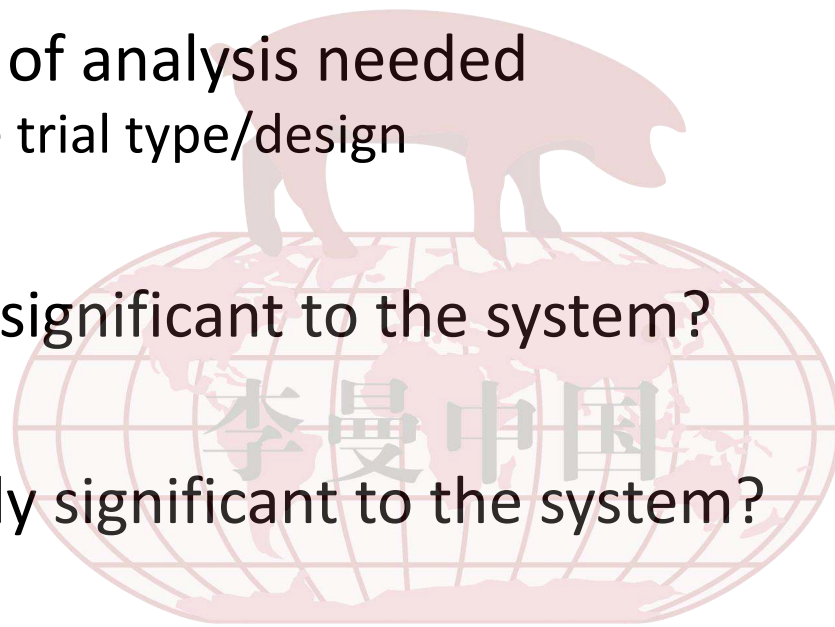 of analysis needed
trial type/design
significant to the system?
李曼中国
ly significant to the system?